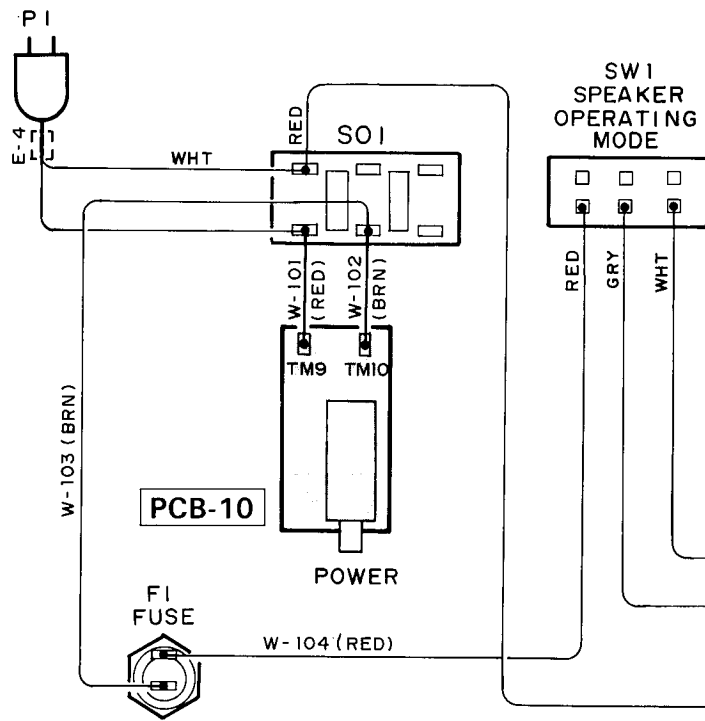 P1
E-4
WHT
RED
SO1
SW1
SPEAKER
OPERATING
MODE
RED
GRY
WHT
W-101
(RED)
W-102
(BRN)
TM9
TM10
W-103 (BRN)
PCB-10
POWER
F1
FUSE
W-104 (RED)